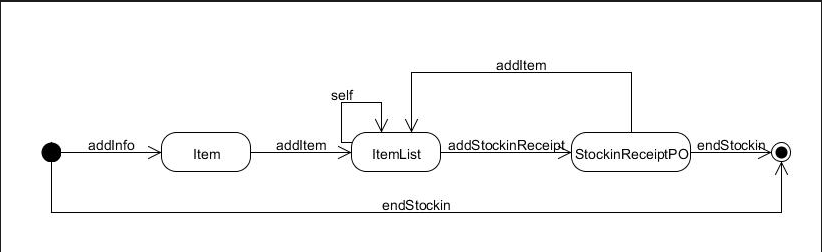 addItem
self
addInfo
Item
addItem
ItemList
addStockinReceipt
StockinReceiptPO
endStockin
endStockin